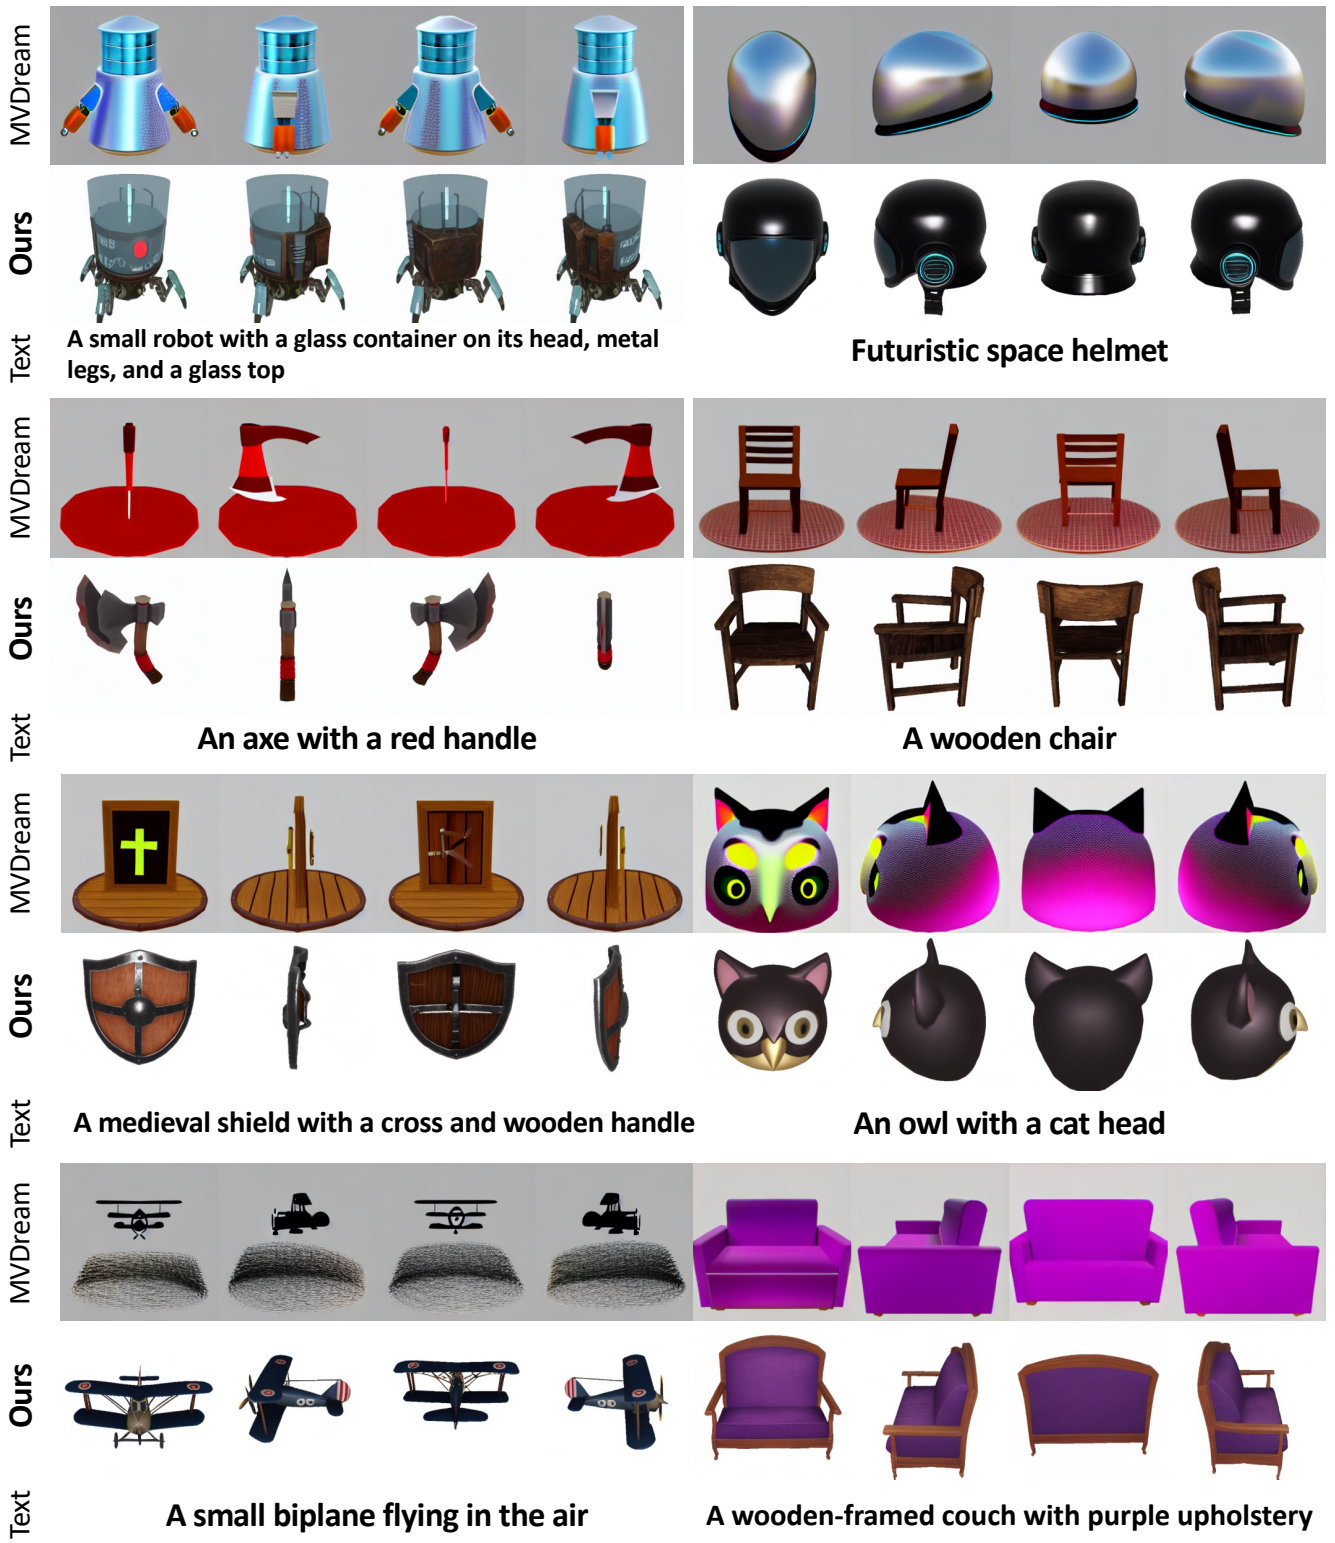 MVDream
Ours
Text
A small robot with a glass container on its head, metal
legs, and a glass top
Futuristic space helmet
MVDream
Ours
Text
An axe with a red handle
A wooden chair
MVDream
Ours
Text
A medieval shield with a cross and wooden handle
An owl with a cat head
MVDream
Ours
Text
A small biplane flying in the air
A wooden-framed couch with purple upholstery